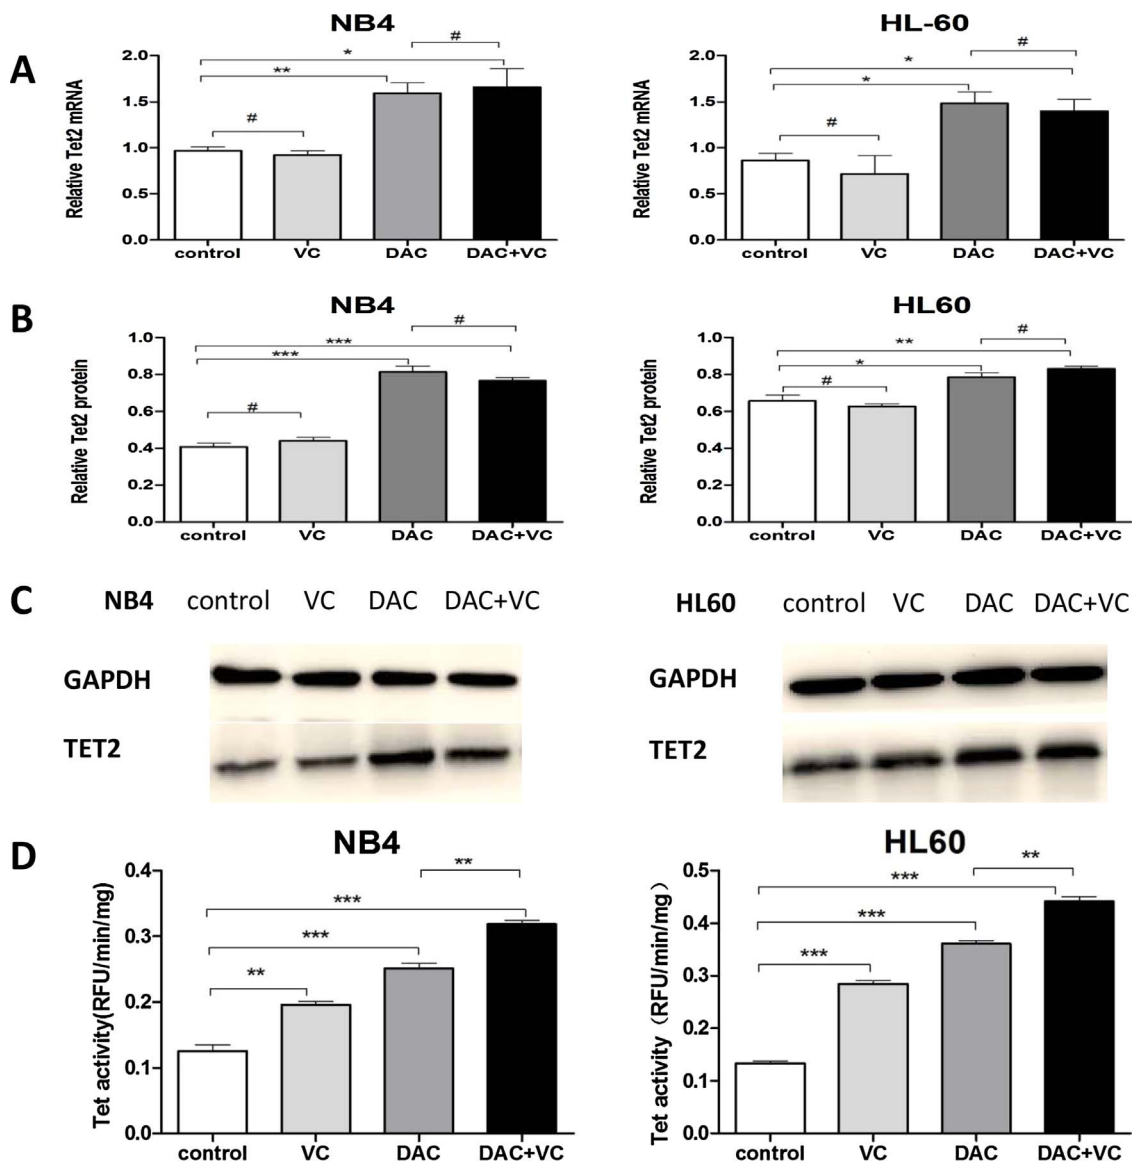 NB4
HL-60
A
Relative Tet2 mRNA
2.0
1.5
1.0
0.5
0.0
#
*
**
#
control VC DAC DAC+VC
Relative Tet2 mRNA
2.0
1.5
1.0
0.5
0.0
#
*
*
#
control VC DAC DAC+VC
B
NB4
HL60
Relative Tet2 protein
1.0
0.8
0.6
0.4
0.2
0.0
#
***
***
#
control VC DAC DAC+VC
Relative Tet2 protein
1.0
0.8
0.6
0.4
0.2
0.0
#
**
*
#
control VC DAC DAC+VC
C
NB4 control VC DAC DAC+VC
GAPDH
TET2
HL60 control VC DAC DAC+VC
GAPDH
TET2
D
NB4
HL60
Tet activity(RFU/min/mg)
0.4
0.3
0.2
0.1
0.0
**
***
***
**
control VC DAC DAC+VC
Tet activity（RFU/min/mg）
0.5
0.4
0.3
0.2
0.1
0.0
**
***
***
***
control VC DAC DAC+VC